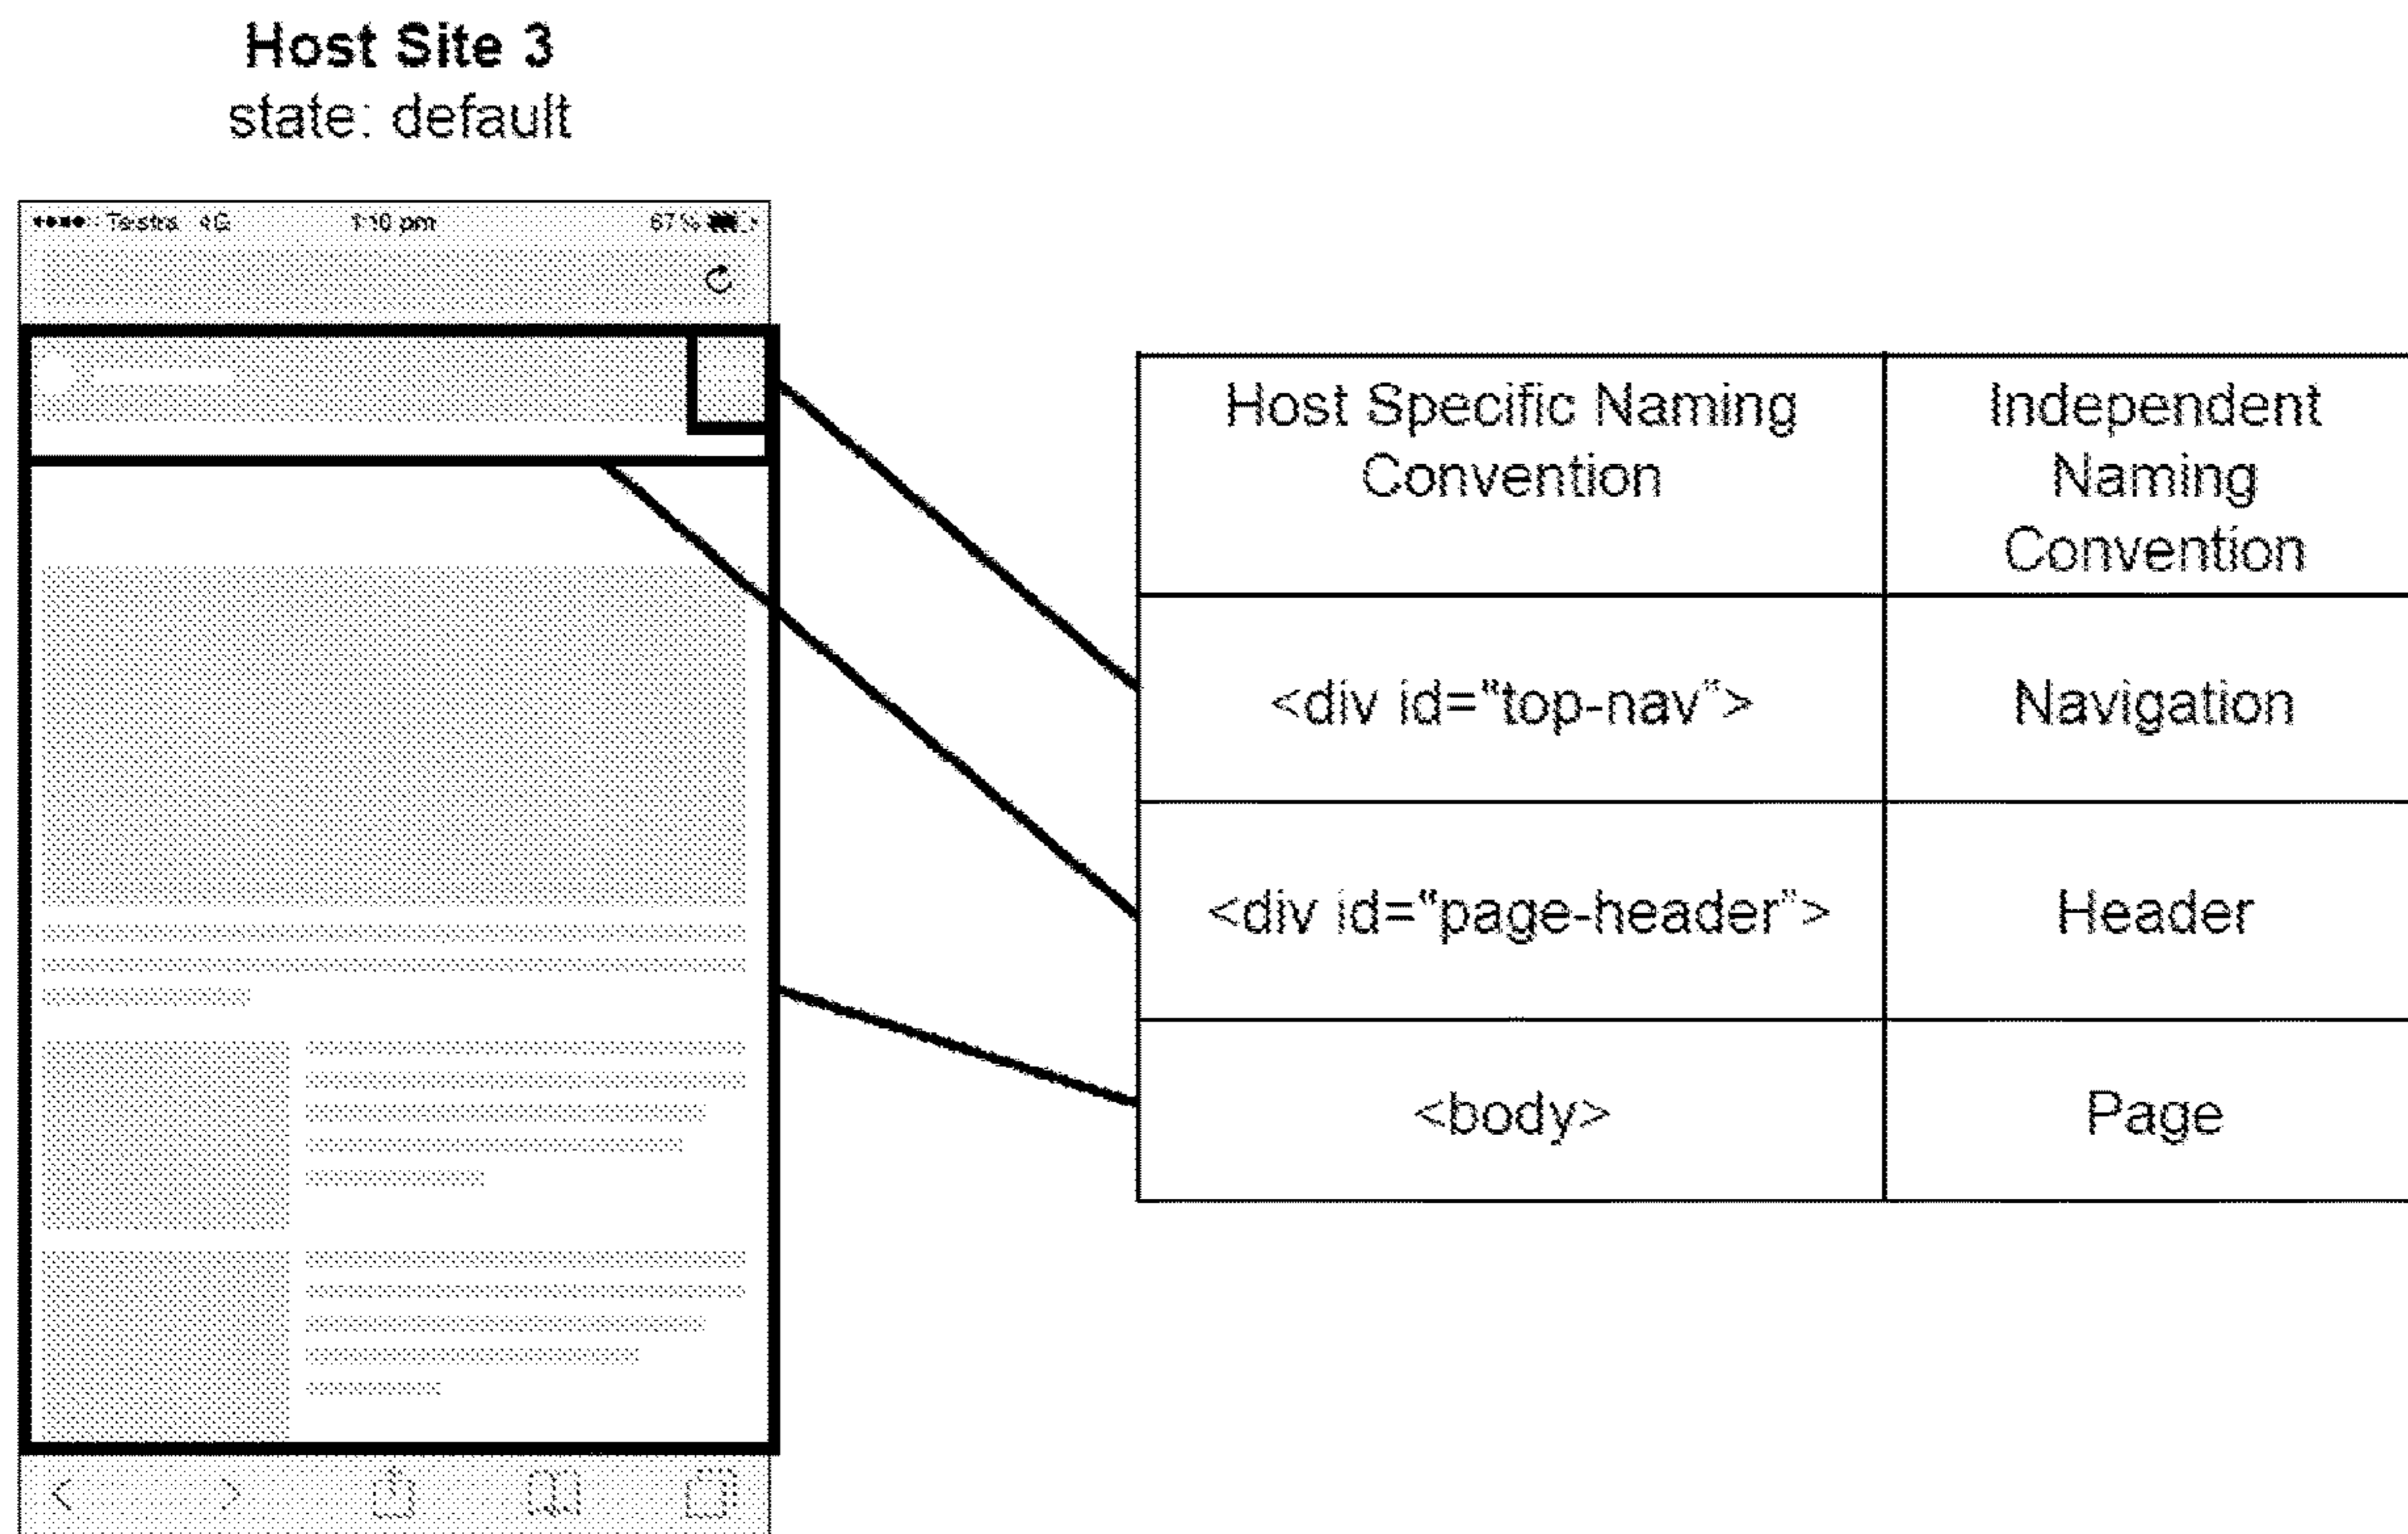 Host Site 3
state: default
Telstra 4G
1:10 pm
67%
Host Specific Naming
Convention
Independent
Naming
Convention
<div id="top-nav">
Navigation
<div id="page-header">
Header
<body>
Page